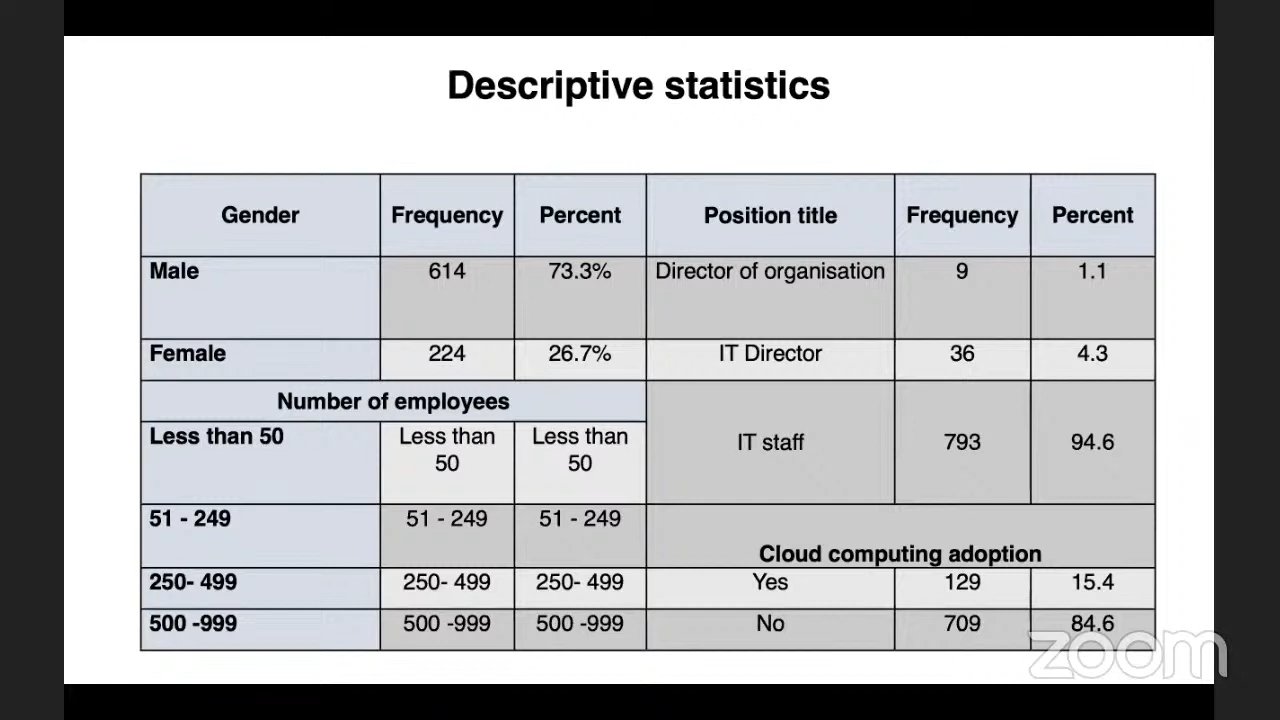 Descriptive statistics
Gender Frequency Percent Position title Frequency Percent
Male 614 73.3% Director of organisation 9 1.1
Female 224 26.7% IT Director 36 4.3
Number of employees
Less than 50 Less than 50 Less than 50 IT staff 793 94.6
51 - 249 51 - 249 51 - 249
Cloud computing adoption
250- 499 250- 499 250- 499 Yes 129 15.4
500 -999 500 -999 500 -999 No 709 84.6
zoom